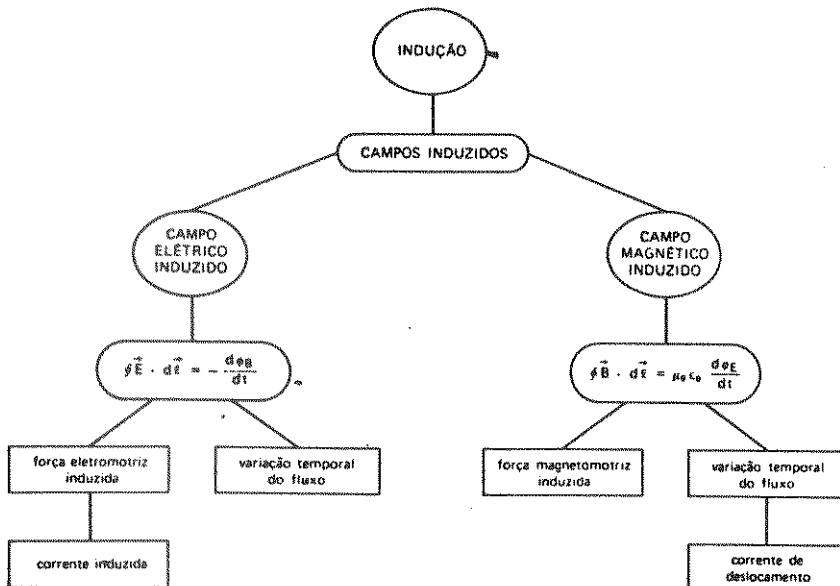 INDUÇÃO
CAMPOS INDUZIDOS
CAMPO
ELÉTRICO
INDUZIDO
CAMPO
MAGNÉTICO
INDUZIDO
∮E⃗ · dℓ⃗ = - dφB/dt
∮B⃗ · dℓ⃗ = μ₀ε₀ dφE/dt
força eletromotriz
induzida
variação temporal
do fluxo
força magnetomotriz
induzida
variação temporal
do fluxo
corrente induzida
corrente de
deslocamento